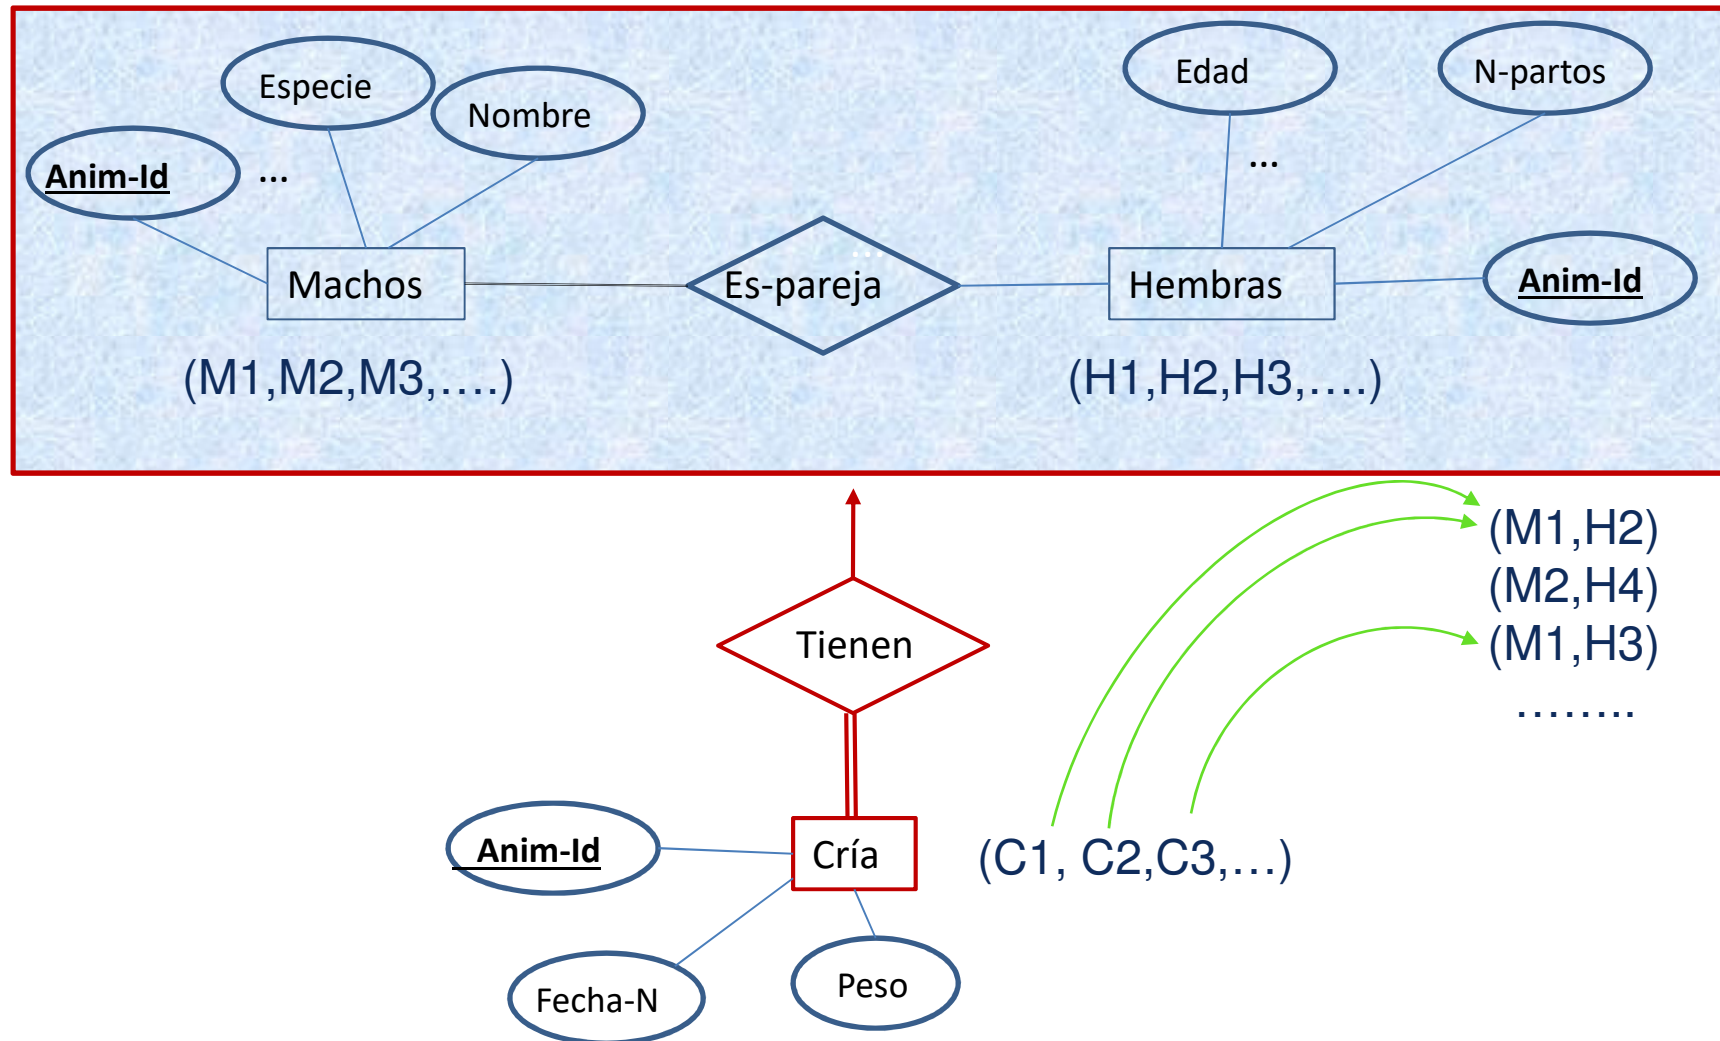 Especie
Nombre
Anim-Id
...
Edad
N-partos
...
Machos
...
Es-pareja
Hembras
Anim-Id
(M1,M2,M3,....)
(H1,H2,H3,....)
(M1,H2)
(M2,H4)
(M1,H3)
........
Tienen
Anim-Id
Cría
(C1, C2,C3,...)
Fecha-N
Peso